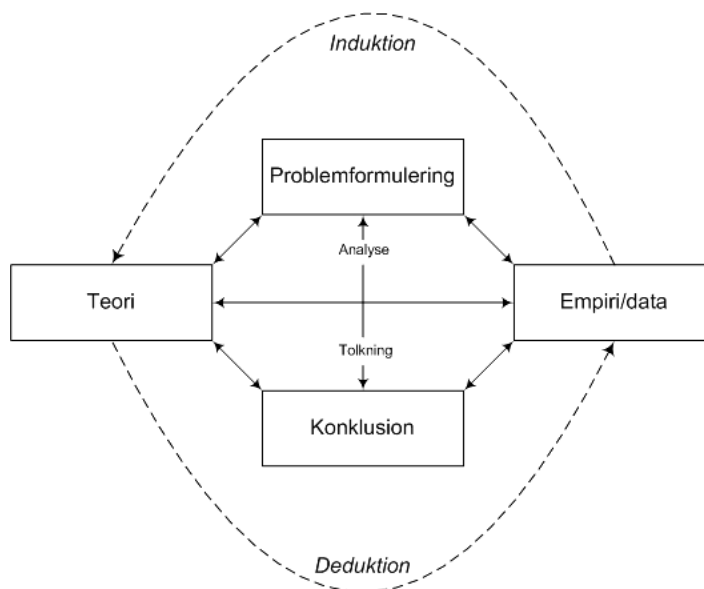 Induktion
Problemformulering
Analyse
Teori
Empiri/data
Tolkning
Konklusion
Deduktion